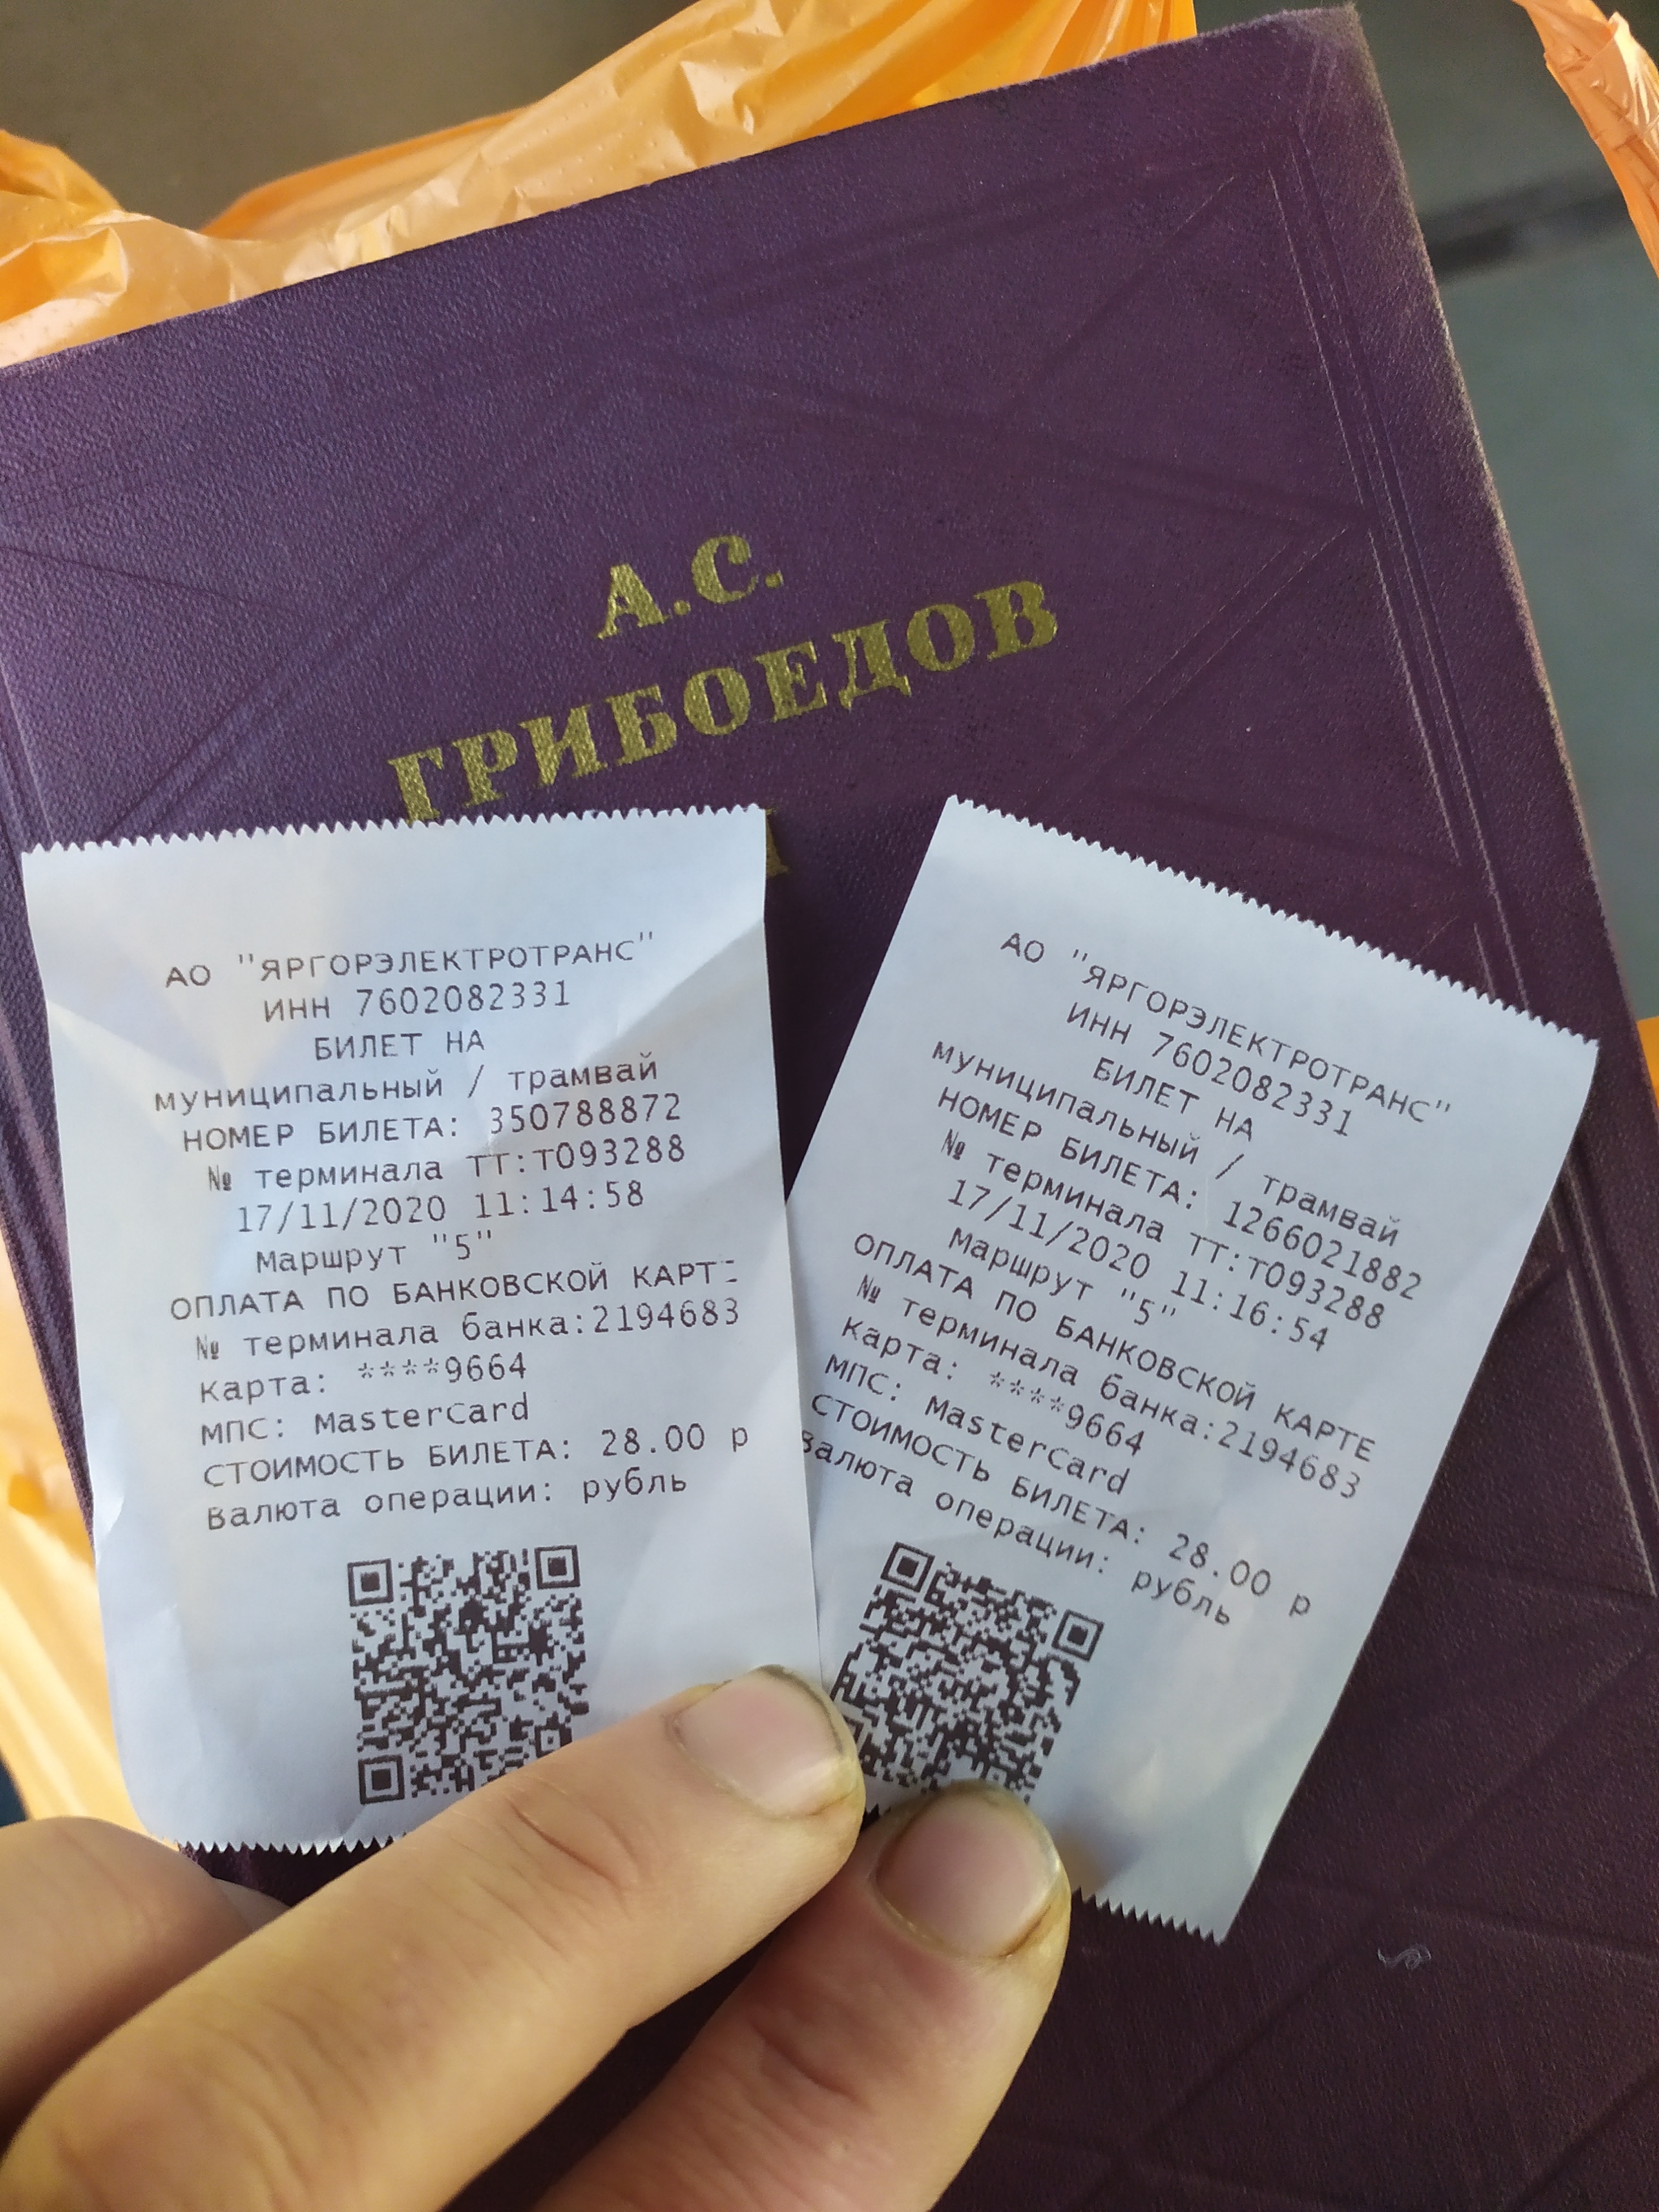 А.С.
ГРИБОЕДОВ
АО "ЯРГОРЭЛЕКТРОТРАНС"
ИНН 7602082331
БИЛЕТ НА
муниципальный / трамвай
НОМЕР БИЛЕТА: 350788872
№ терминала ТТ:Т093288
17/11/2020 11:14:58
Маршрут "5"
ОПЛАТА ПО БАНКОВСКОЙ КАРТЕ
№ терминала банка:2194683
Карта: ****9664
МПС: MasterCard
СТОИМОСТЬ БИЛЕТА: 28.00 р
Валюта операции: рубль
АО "ЯРГОРЭЛЕКТРОТРАНС"
ИНН 7602082331
БИЛЕТ НА
муниципальный / трамвай
НОМЕР БИЛЕТА: 1266021882
№ терминала ТТ:Т093288
17/11/2020 11:16:54
Маршрут "5"
ОПЛАТА ПО БАНКОВСКОЙ КАРТЕ
№ терминала банка:2194683
Карта: ****9664
МПС: MasterCard
СТОИМОСТЬ БИЛЕТА: 28.00 р
Валюта операции: рубль